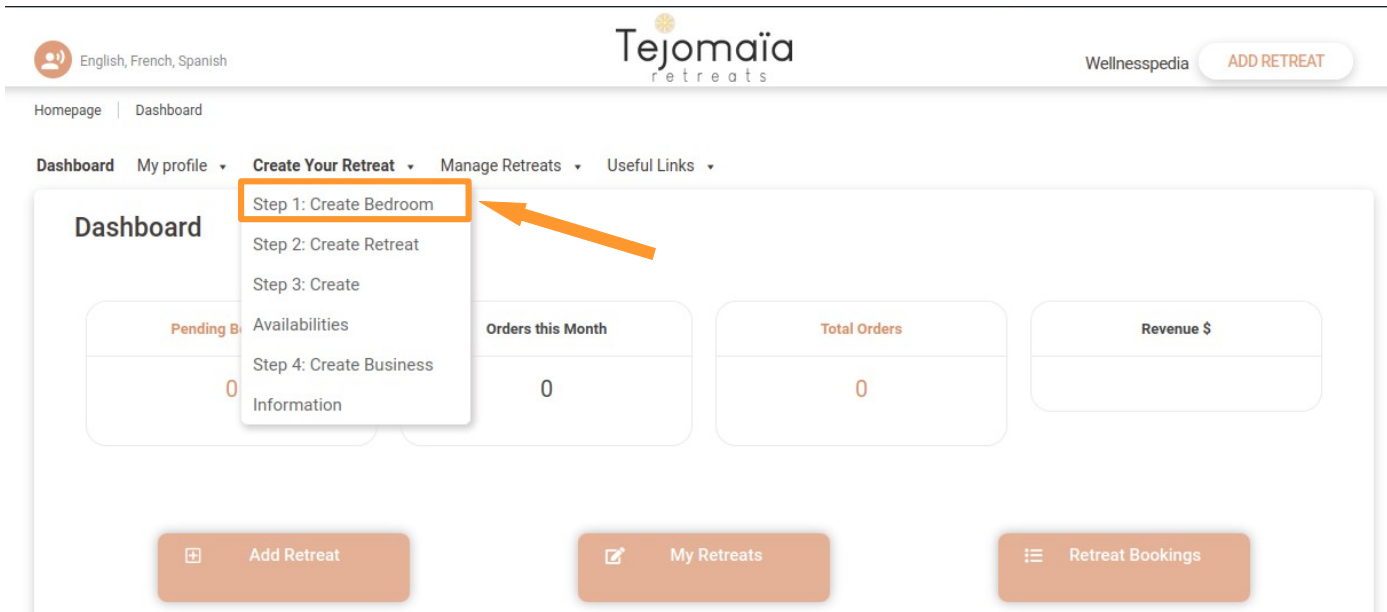 Tejomaïa
retreats
English, French, Spanish
Wellnesspedia
ADD RETREAT
Homepage
Dashboard
Dashboard
My profile
Create Your Retreat
Manage Retreats
Useful Links
Step 1: Create Bedroom
Step 2: Create Retreat
Step 3: Create
Availabilities
Step 4: Create Business
Information
Dashboard
Pending B
0
Orders this Month
0
Total Orders
0
Revenue $
Add Retreat
My Retreats
Retreat Bookings